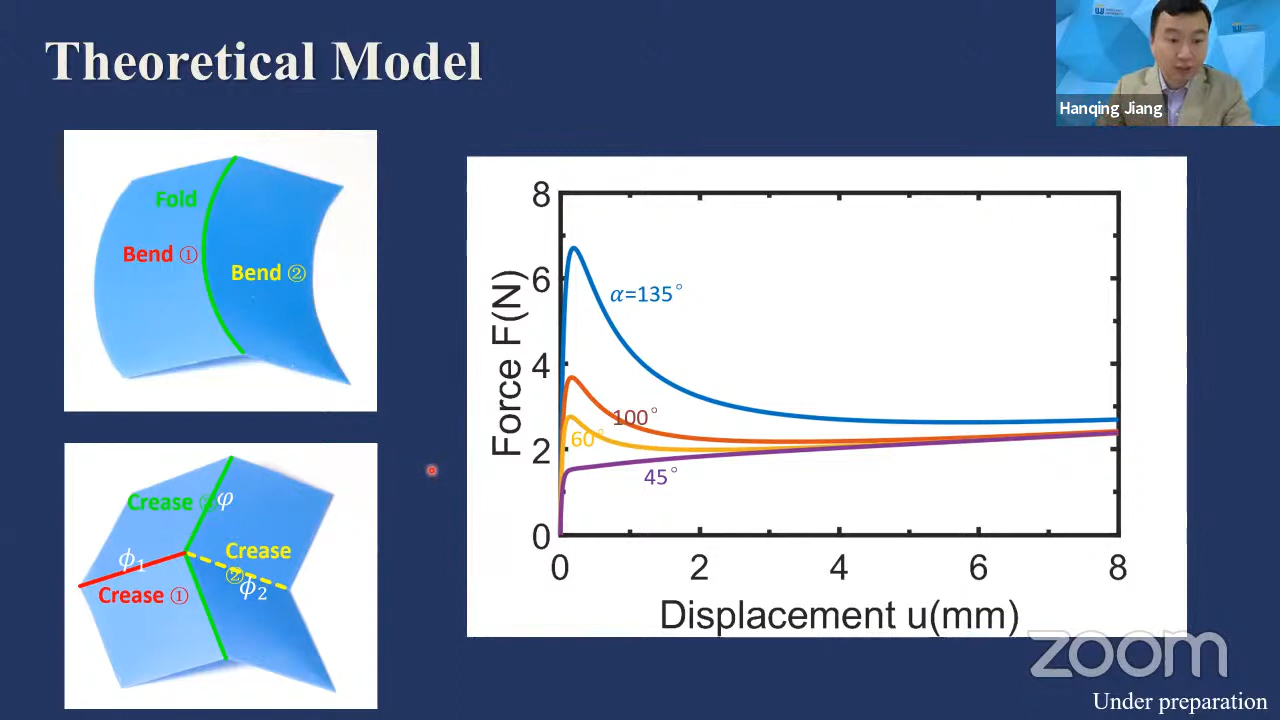 Theoretical Model
Hanqing Jiang
Fold
Bend ①
Bend ②
Crease ③ φ
Crease
②
ϕ₁
ϕ₂
Crease ①
8
6
4
2
0
Force F(N)
α=135°
100°
60°
45°
0 2 4 6 8
Displacement u(mm)
zoom
Under preparation